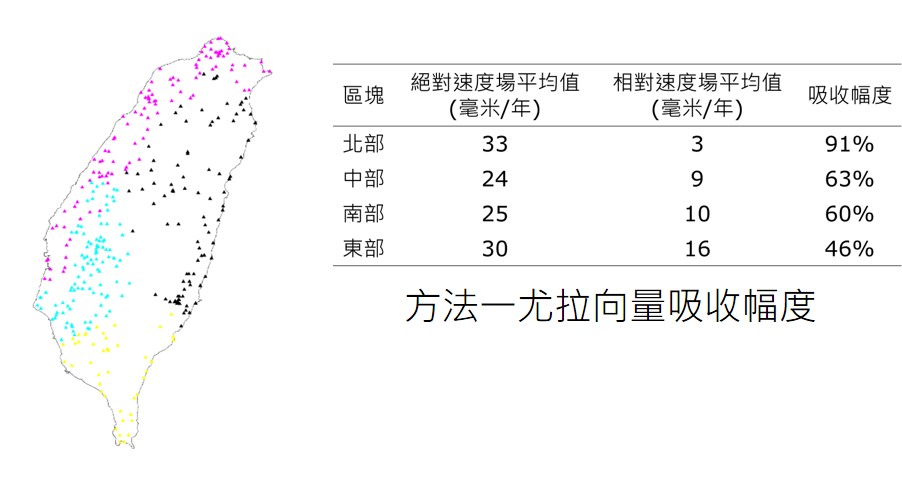 區塊 絕對速度場平均值 (毫米/年) 相對速度場平均值 (毫米/年) 吸收幅度
北部 33 3 91%
中部 24 9 63%
南部 25 10 60%
東部 30 16 46%
方法一尤拉向量吸收幅度